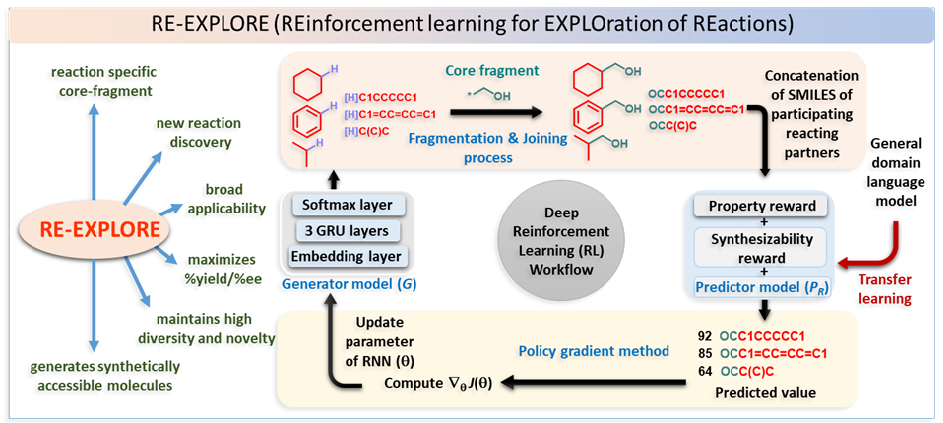 RE-EXPLORE (REinforcement learning for EXPLOration of REactions)
reaction specific
core-fragment
new reaction
discovery
broad
applicability
RE-EXPLORE
maximizes
%yield/%ee
maintains high
diversity and novelty
generates synthetically
accessible molecules
H
[H]C1CCCCC1
H
[H]C1=CC=CC=C1
[H]C(C)C
H
Core fragment
*
OH
Fragmentation & Joining
process
OH
OCC1CCCCC1
OH
OCC1=CC=CC=C1
OCC(C)C
OH
Concatenation
of SMILES of
participating
reacting
partners
General
domain
language
model
Softmax layer
3 GRU layers
Embedding layer
Generator model (G)
Deep
Reinforcement
Learning (RL)
Workflow
Property reward
+
Synthesizability
reward
+
Predictor model (PR)
Transfer
learning
Update
parameter
of RNN (θ)
Compute ∇θJ(θ)
Policy gradient method
92 OCC1CCCCC1
85 OCC1=CC=CC=C1
64 OCC(C)C
Predicted value